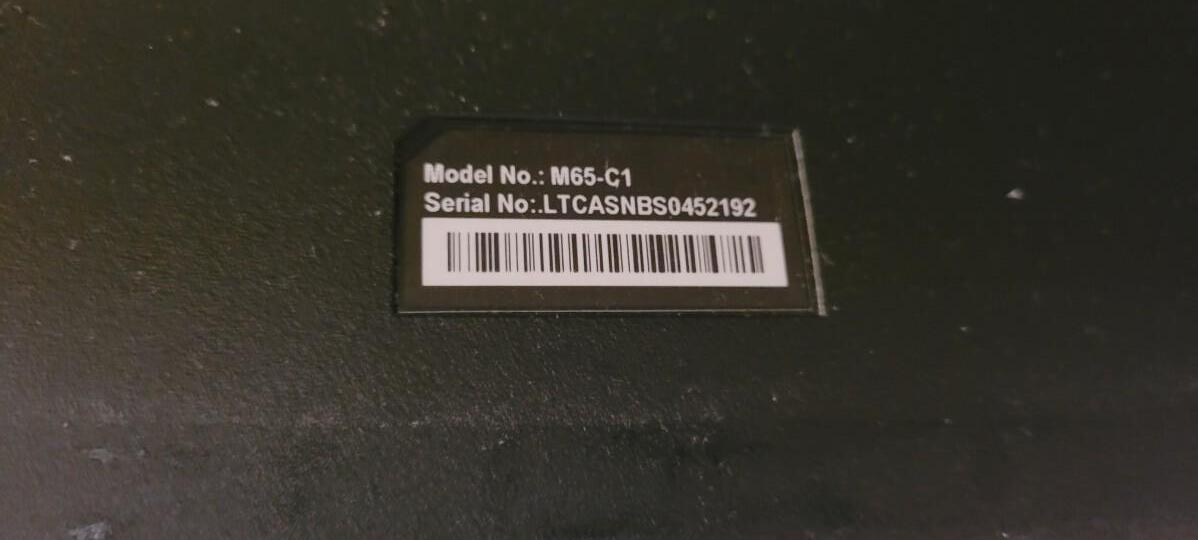 Model No.: M65-C1
Serial No:.LTCASNBS0452192